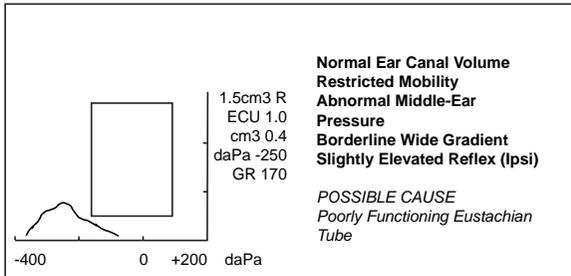 1.5cm3 R
ECU 1.0
cm3 0.4
daPa -250
GR 170
-400 0 +200 daPa
Normal Ear Canal Volume
Restricted Mobility
Abnormal Middle-Ear
Pressure
Borderline Wide Gradient
Slightly Elevated Reflex (Ipsi)
POSSIBLE CAUSE
Poorly Functioning Eustachian
Tube